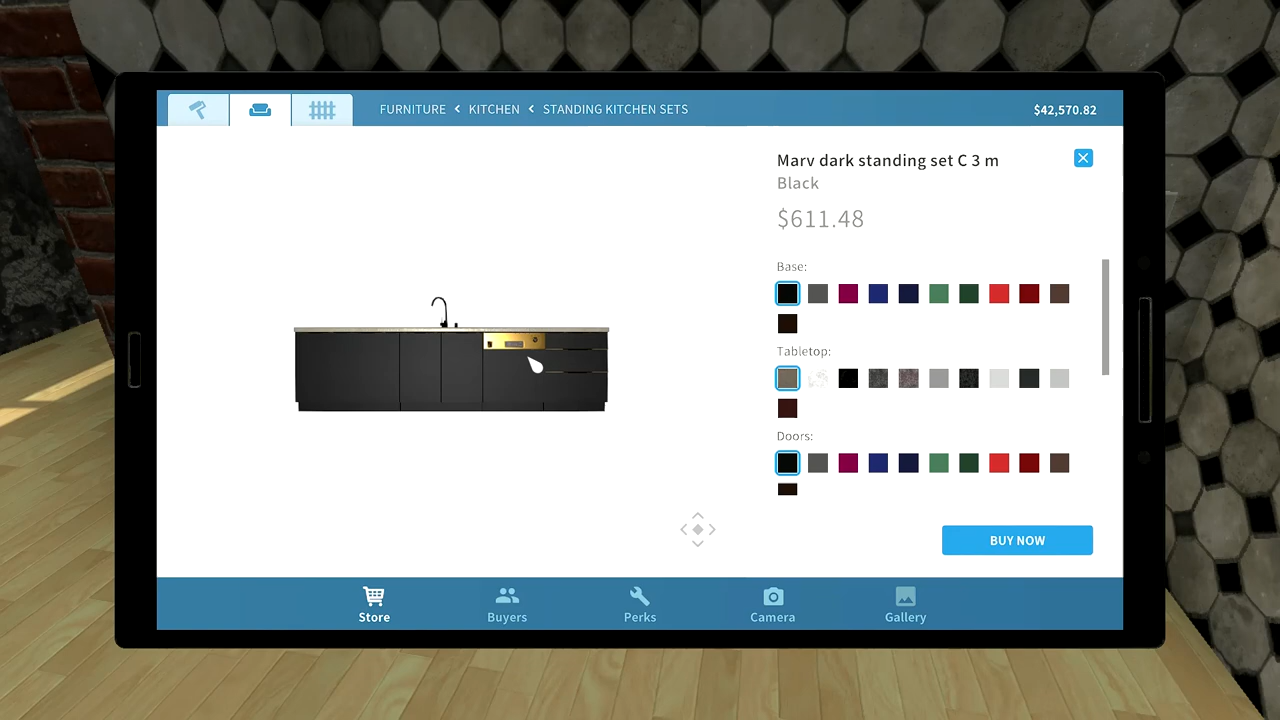 FURNITURE < KITCHEN < STANDING KITCHEN SETS
$42,570.82
Marv dark standing set C 3 m
Black
$611.48
Base:
Tabletop:
Doors:
BUY NOW
Store Buyers Perks Camera Gallery